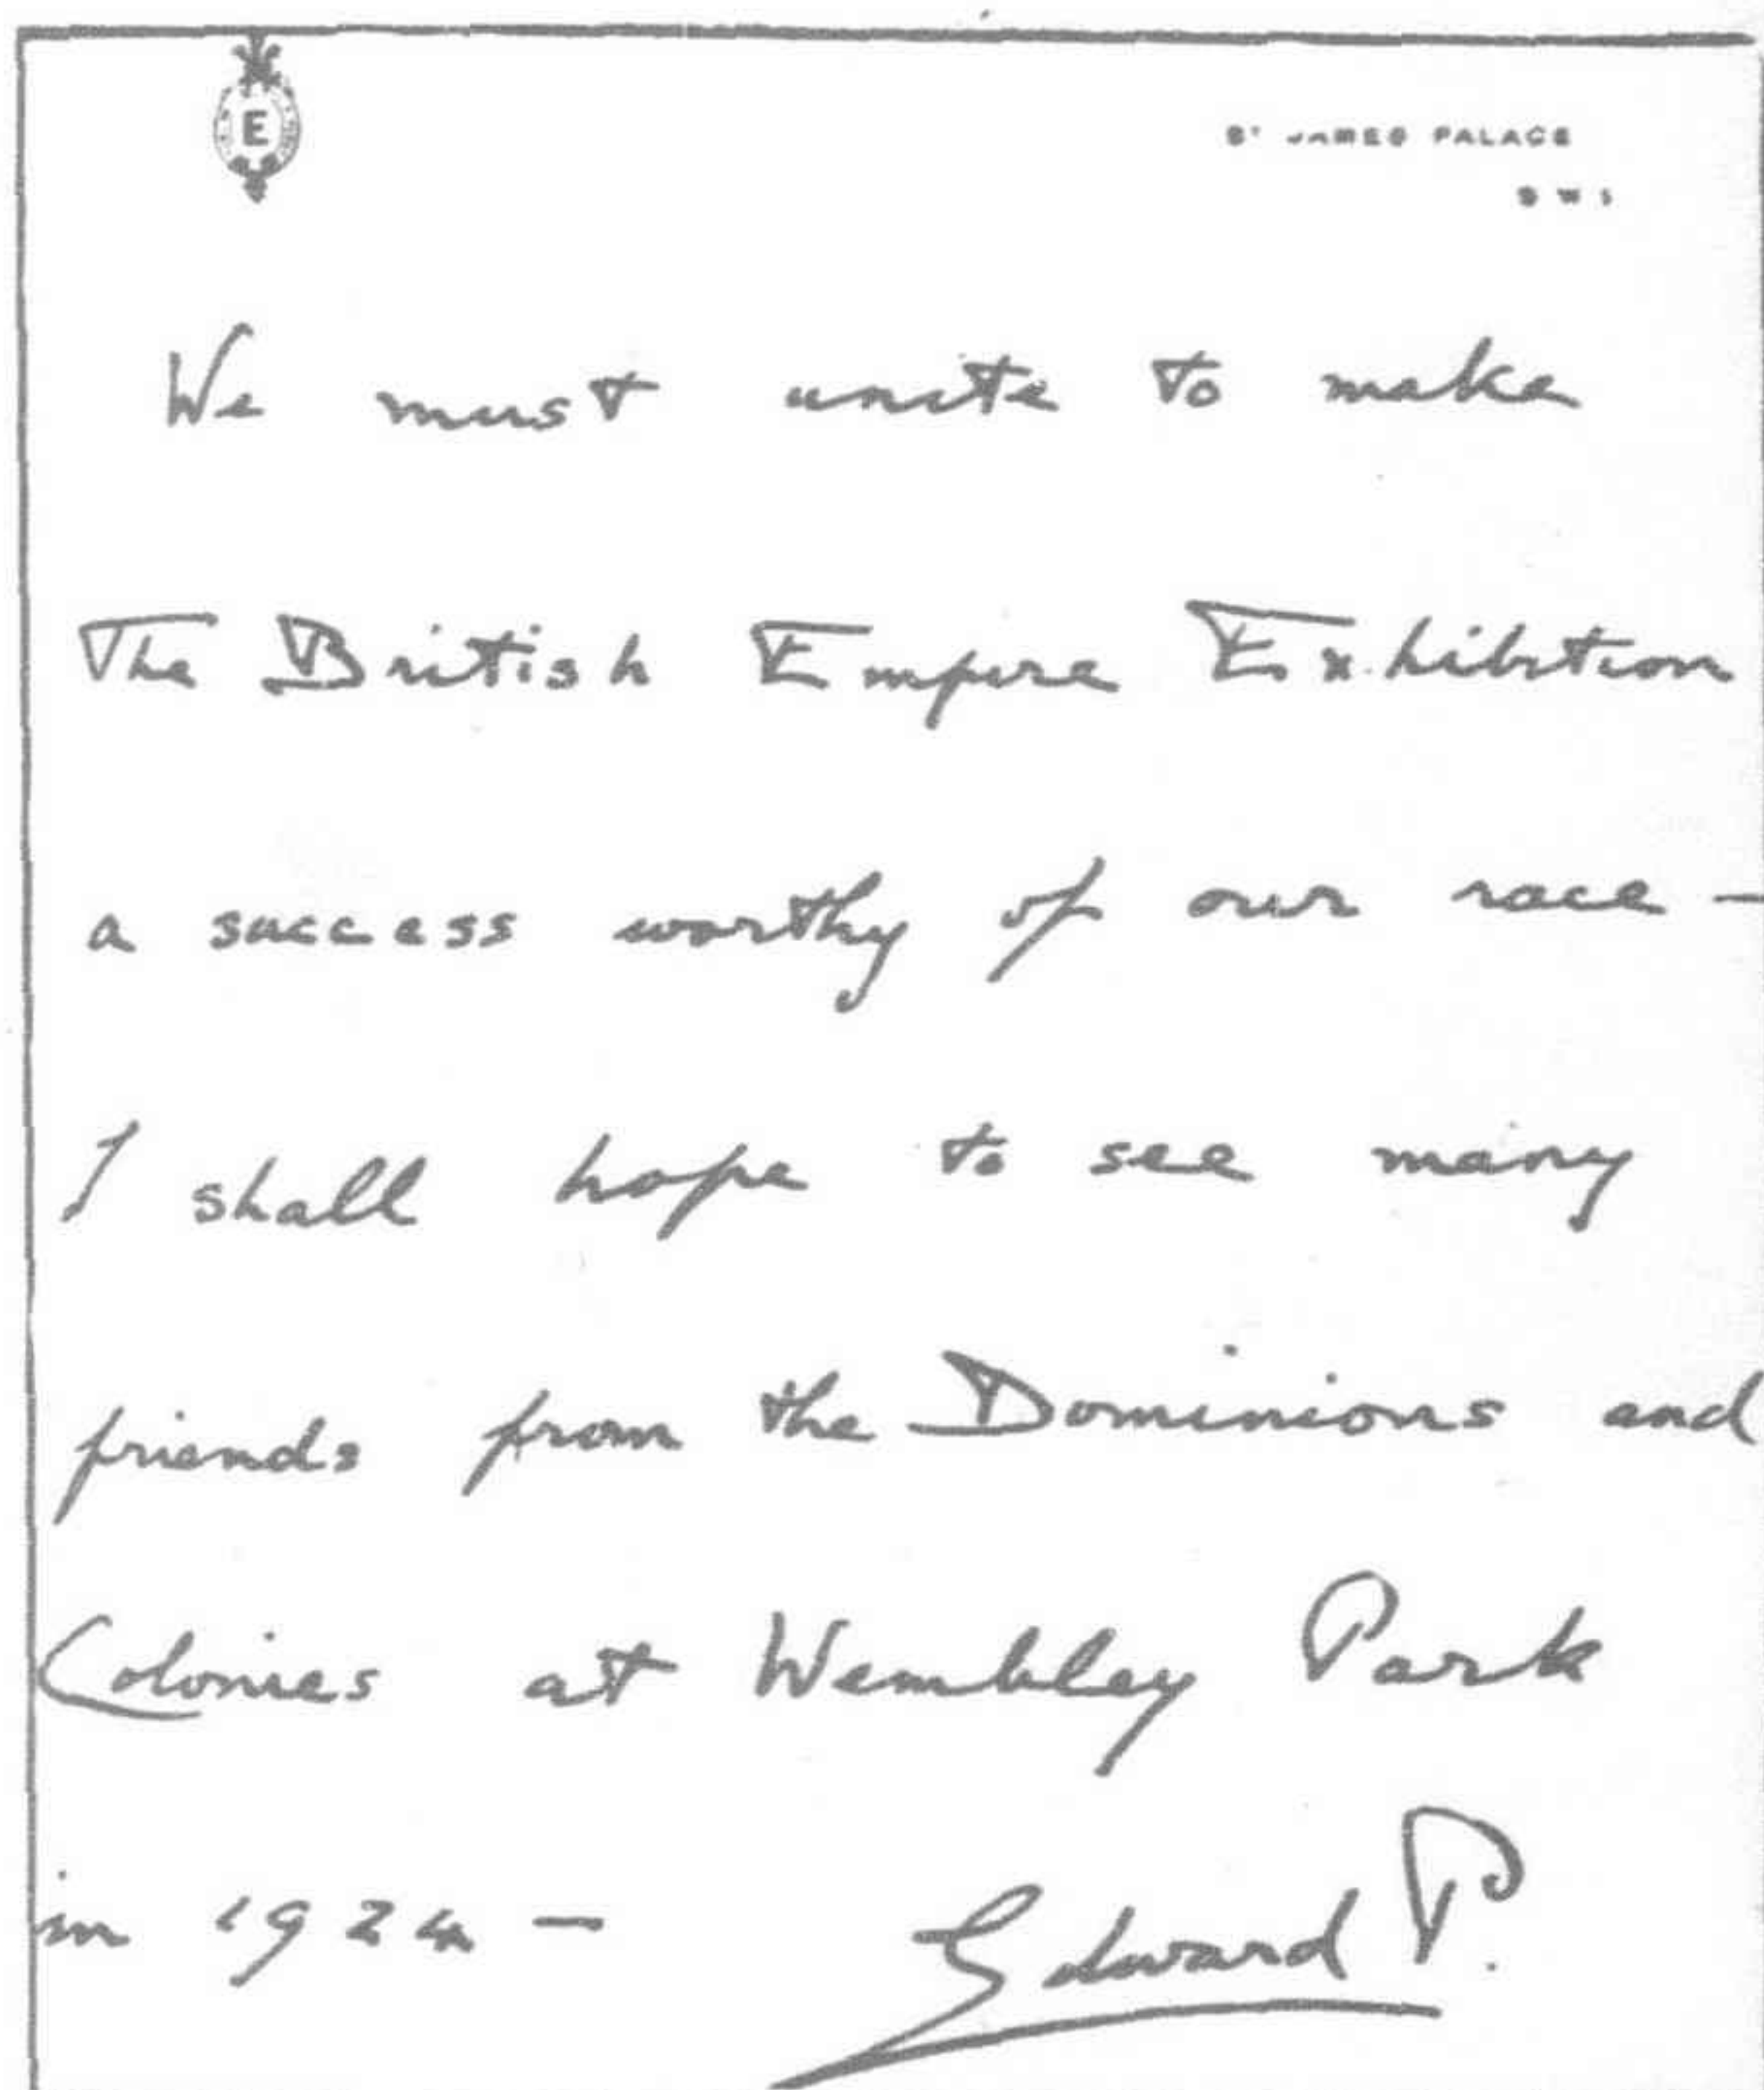 E
ST JAMES PALACE
S W 1
We must unite to make
The British Empire Exhibition
a success worthy of our race –
I shall hope to see many
friends from the Dominions and
Colonies at Wembley Park
in 1924 –
Edward P.